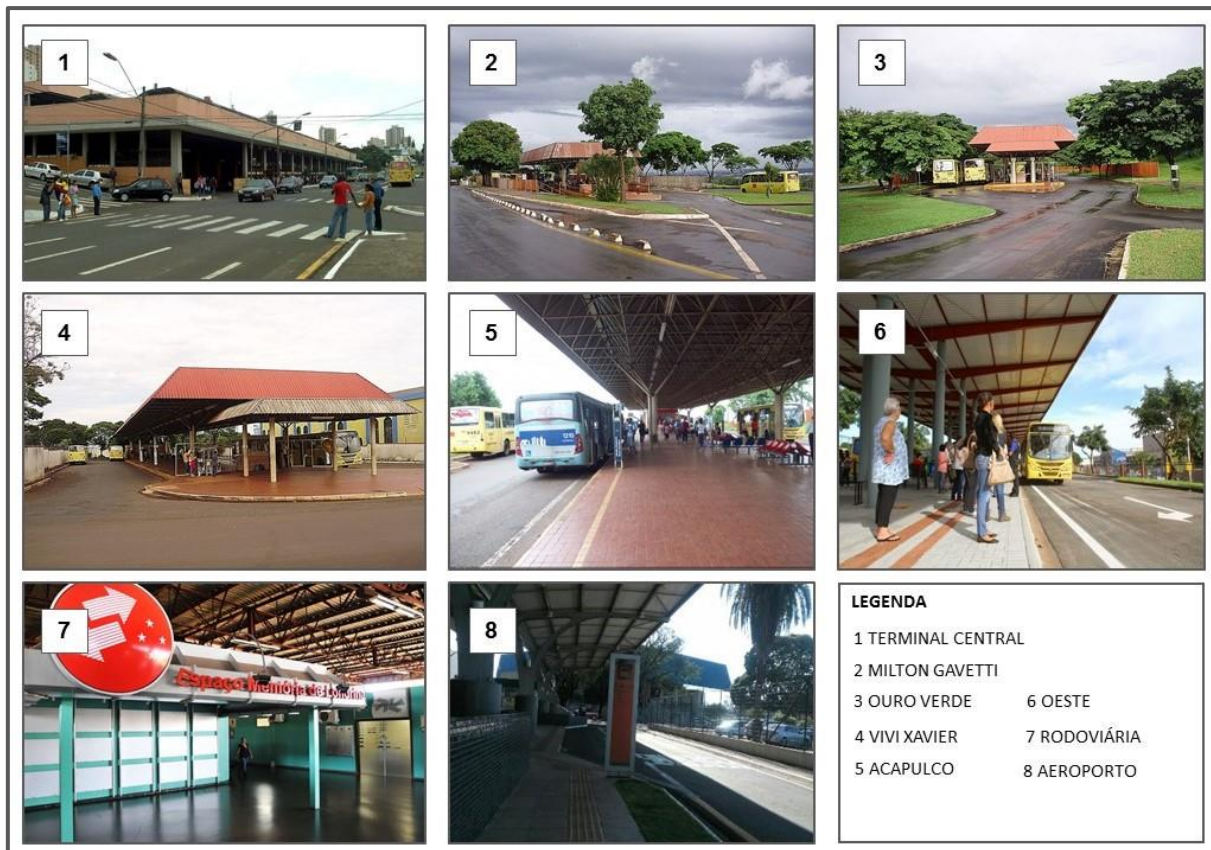 1
2
3
4
5
6
7
Espaço Memória de Londrina
8
LEGENDA
1 TERMINAL CENTRAL
2 MILTON GAVETTI
3 OURO VERDE 6 OESTE
4 VIVI XAVIER 7 RODOVIÁRIA
5 ACAPULCO 8 AEROPORTO